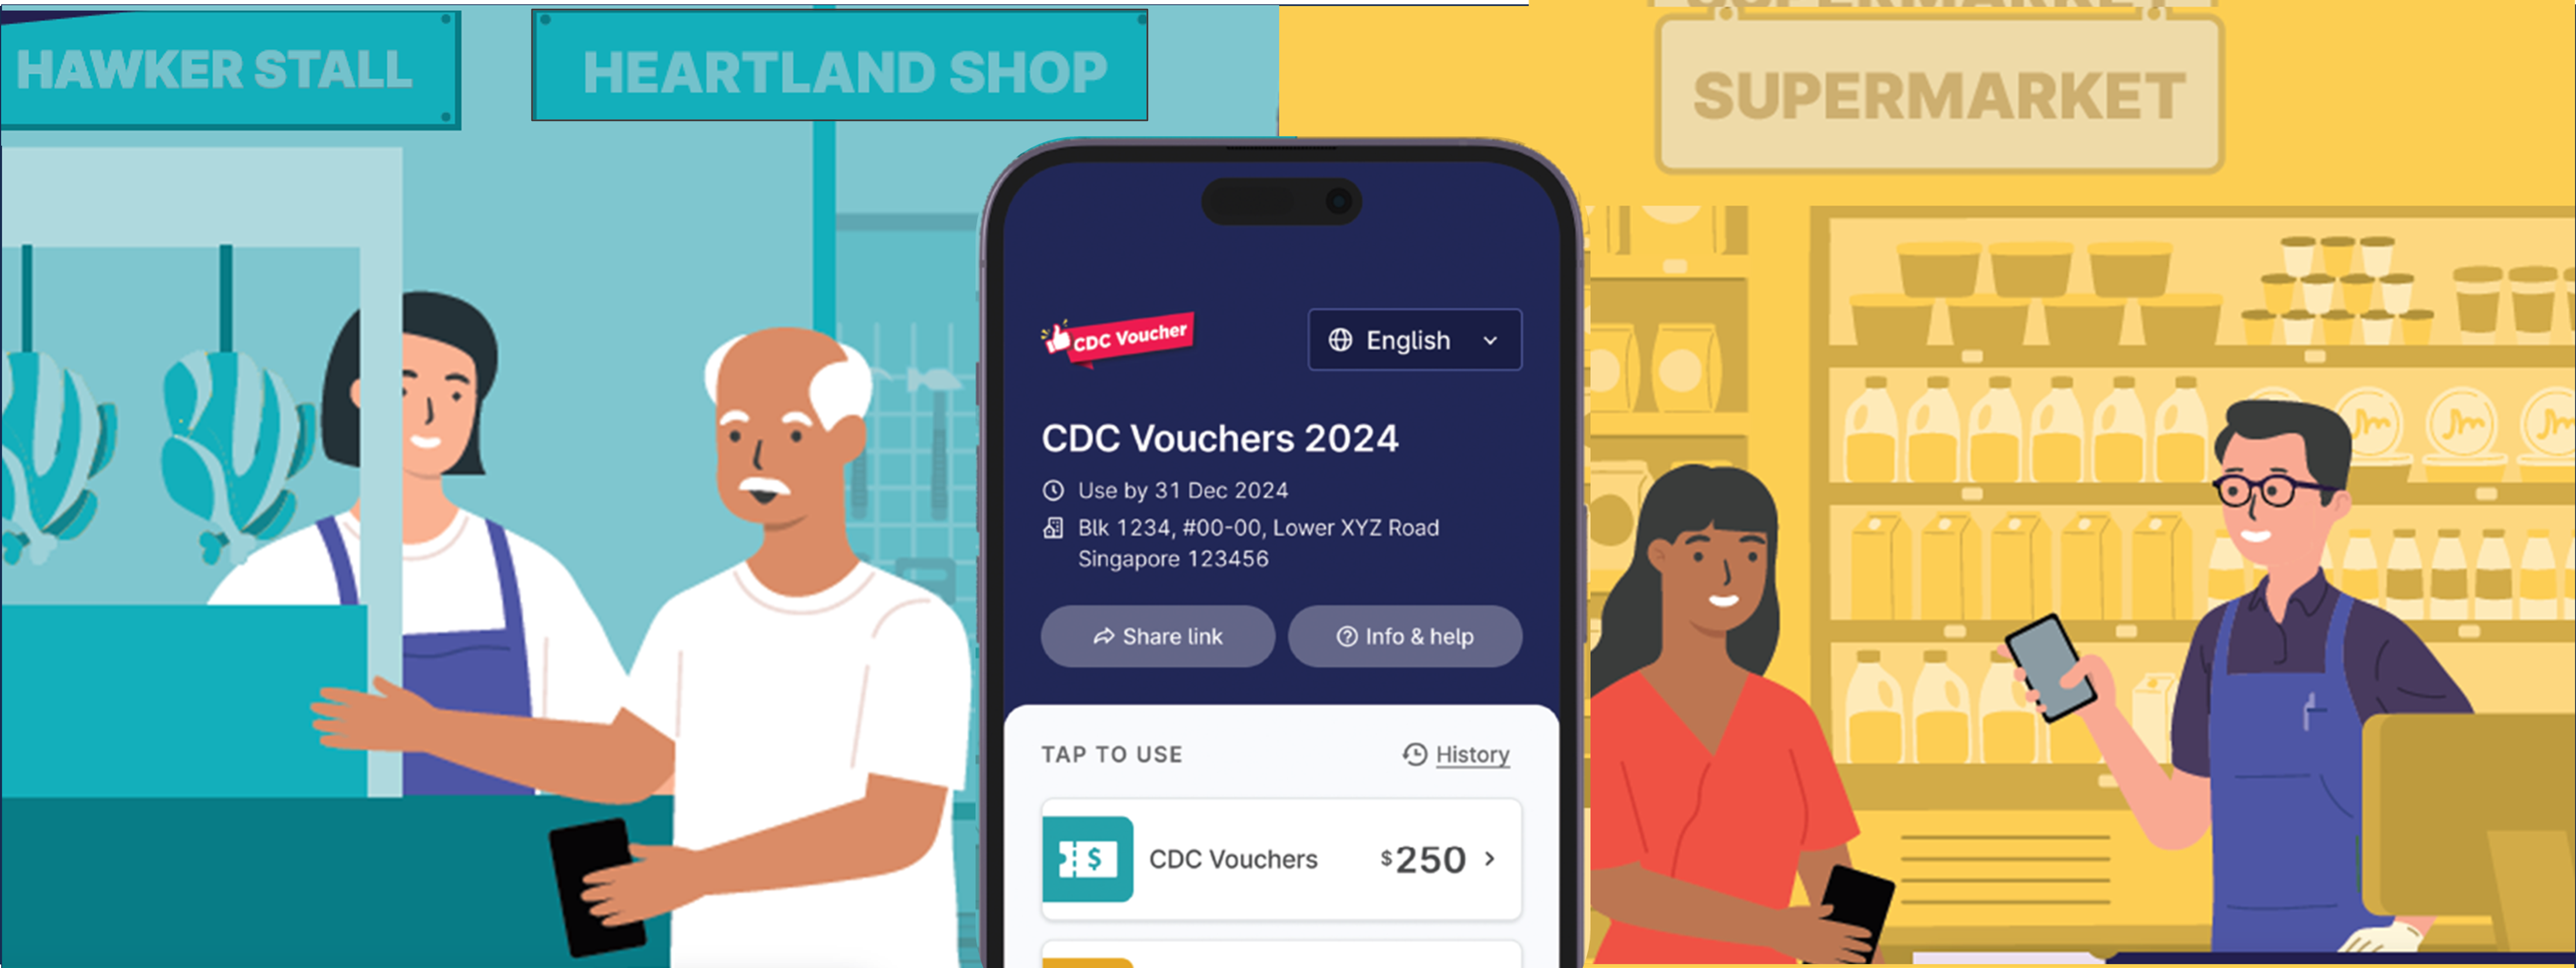 HAWKER STALL
HEARTLAND SHOP
SUPERMARKET
SUPERMARKET
CDC Voucher
English
CDC Vouchers 2024
Use by 31 Dec 2024
Blk 1234, #00-00, Lower XYZ Road
Singapore 123456
Share link
Info & help
TAP TO USE
History
CDC Vouchers $250